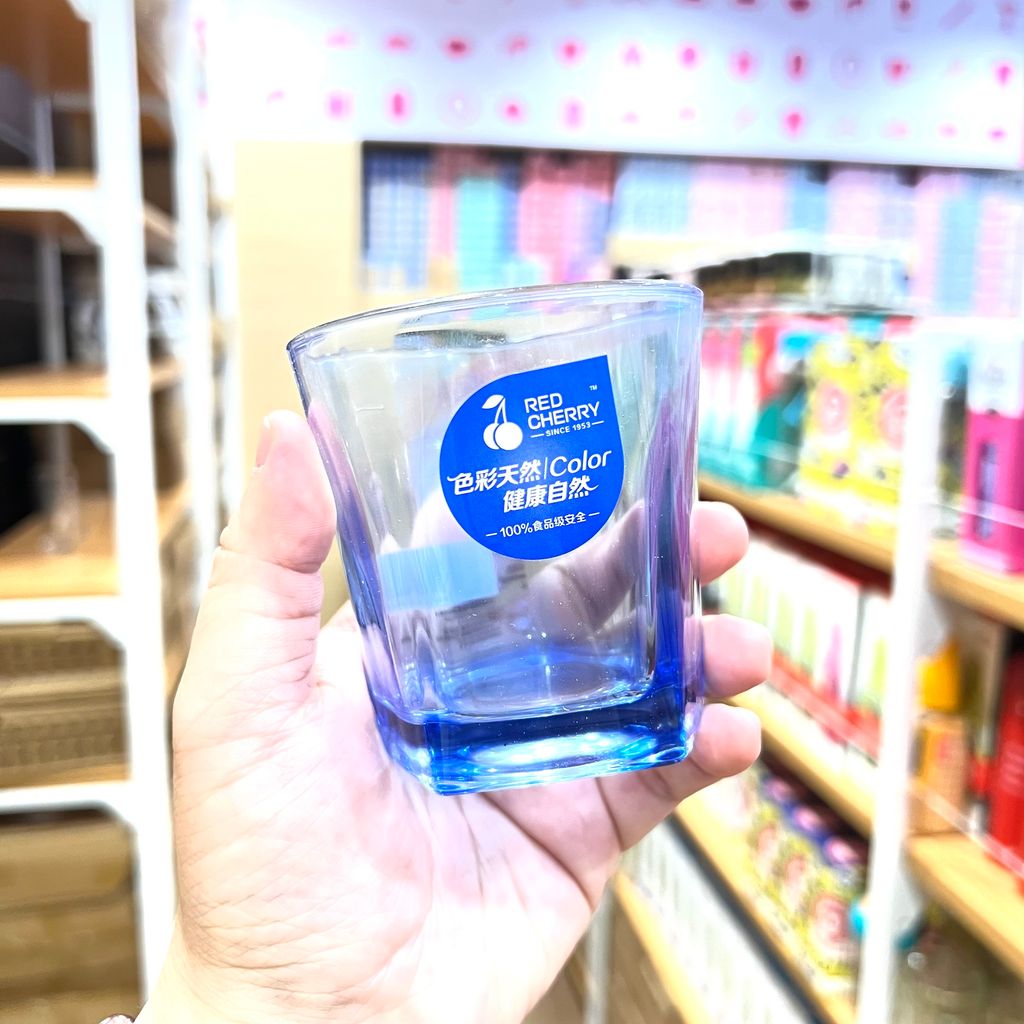 RED
CHERRY
™
— SINCE 1953 —
色彩天然|Color
健康自然
— 100%食品级安全 —